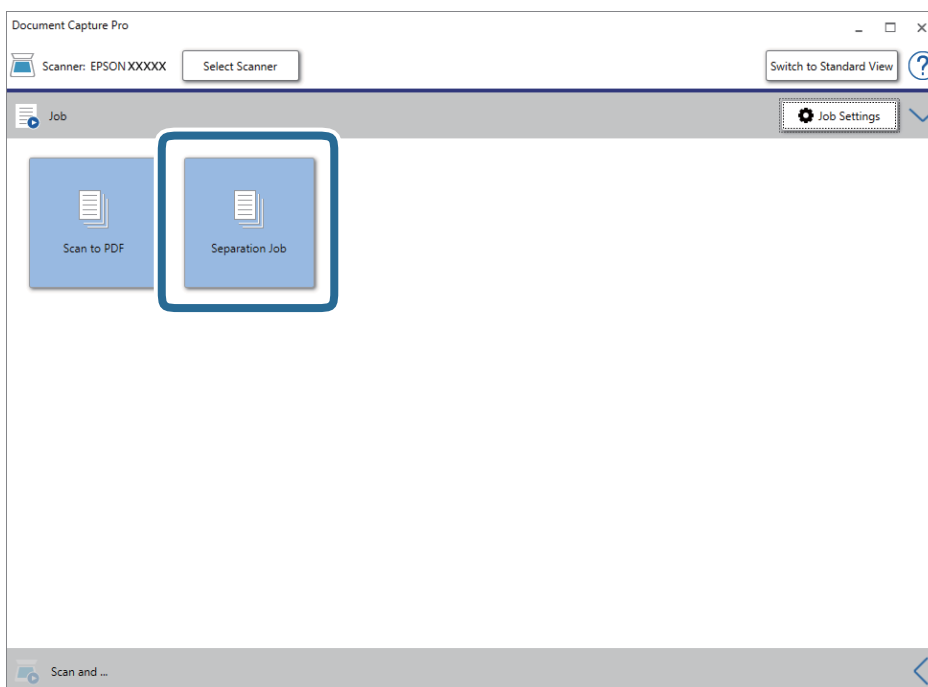 Document Capture Pro
Scanner: EPSON XXXXX Select Scanner Switch to Standard View ?
Job Job Settings
Scan to PDF Separation Job
Scan and ...